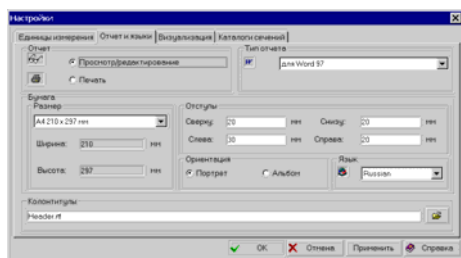 Настройки
Единицы измерения Отчет и языки Визуализация Каталоги сечений
Отчет Тип отчета
Просмотр/редактирование для Word 97
Печать
Бумага
Размер Отступы
A4 210 x 297 mm Сверху: 20 мм Снизу: 20 мм
Ширина: 210 мм Слева: 30 мм Справа: 20 мм
Ориентация Язык
Высота: 297 мм Портрет Альбом Russian
Колонтитулы
Header.rtf
OK Отмена Применить Справка